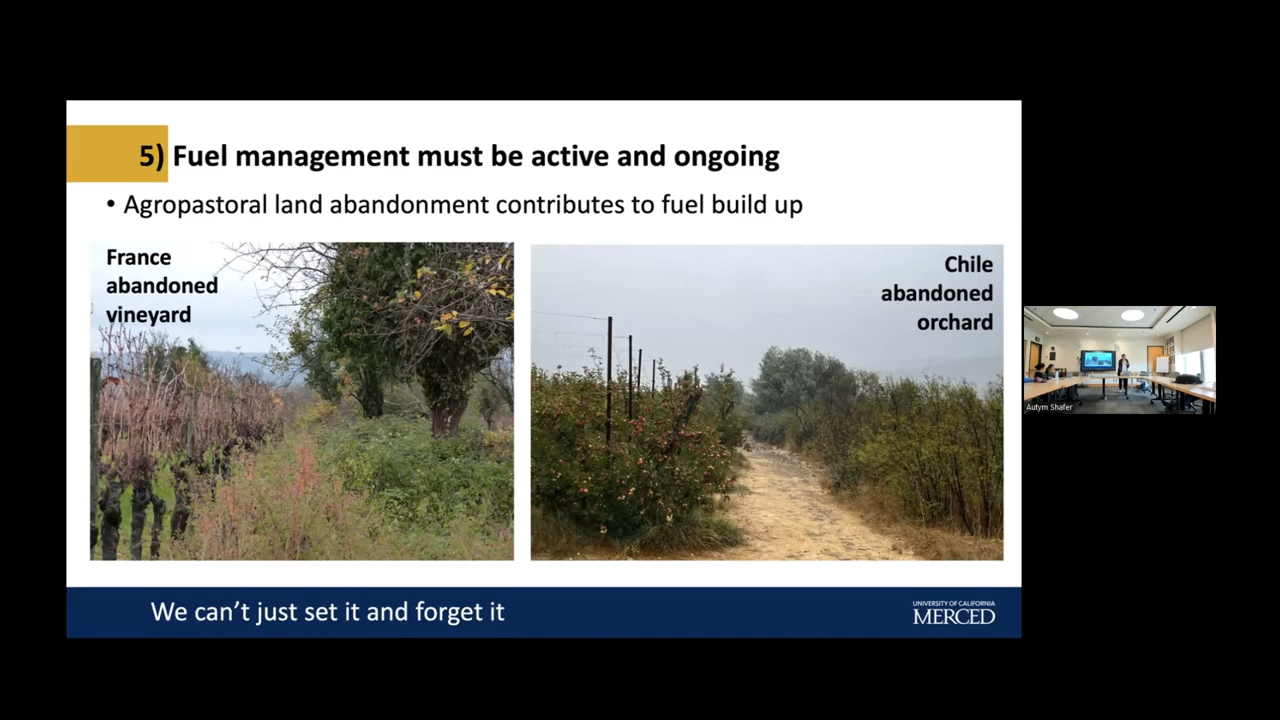 5) Fuel management must be active and ongoing
• Agropastoral land abandonment contributes to fuel build up
France
abandoned
vineyard
Chile
abandoned
orchard
Autym Shafer
We can’t just set it and forget it
UNIVERSITY OF CALIFORNIA
MERCED